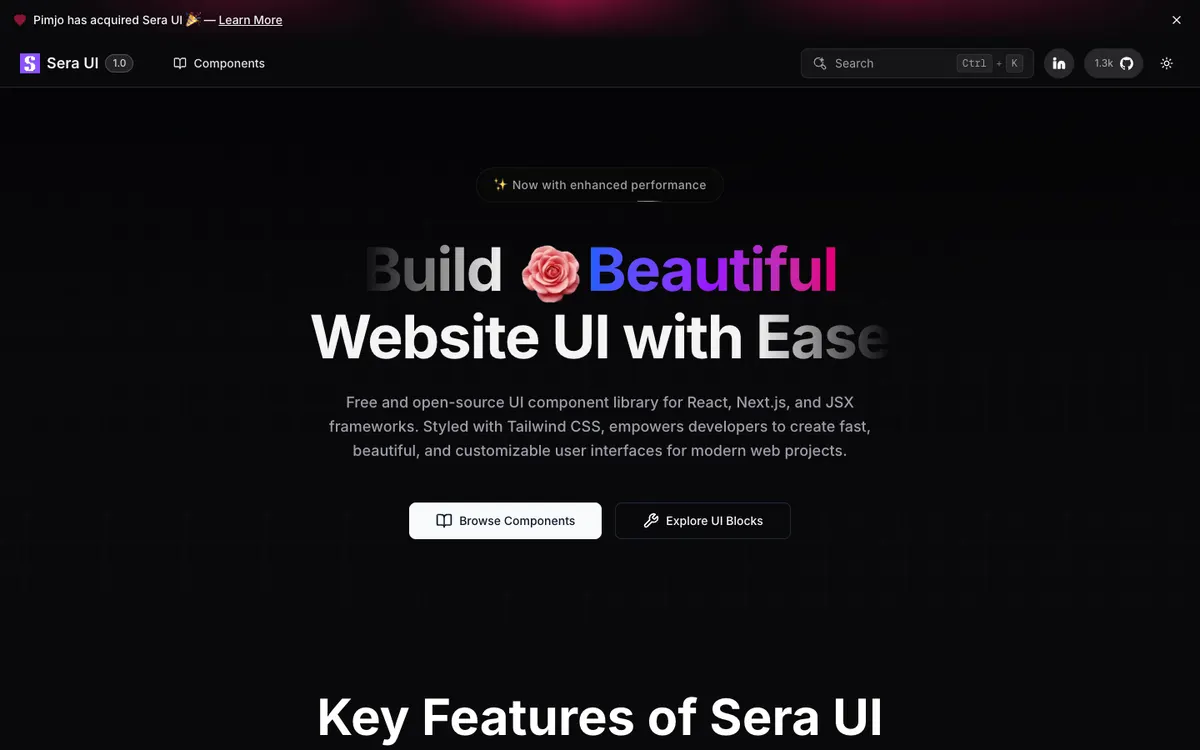 Pimjo has acquired Sera UI 🎉 — Learn More
Sera UI 1.0
Components
Search
Ctrl + K
1.3k
✨ Now with enhanced performance
Build Beautiful
Website UI with Ease
Free and open-source UI component library for React, Next.js, and JSX
frameworks. Styled with Tailwind CSS, empowers developers to create fast,
beautiful, and customizable user interfaces for modern web projects.
Browse Components
Explore UI Blocks
Key Features of Sera UI